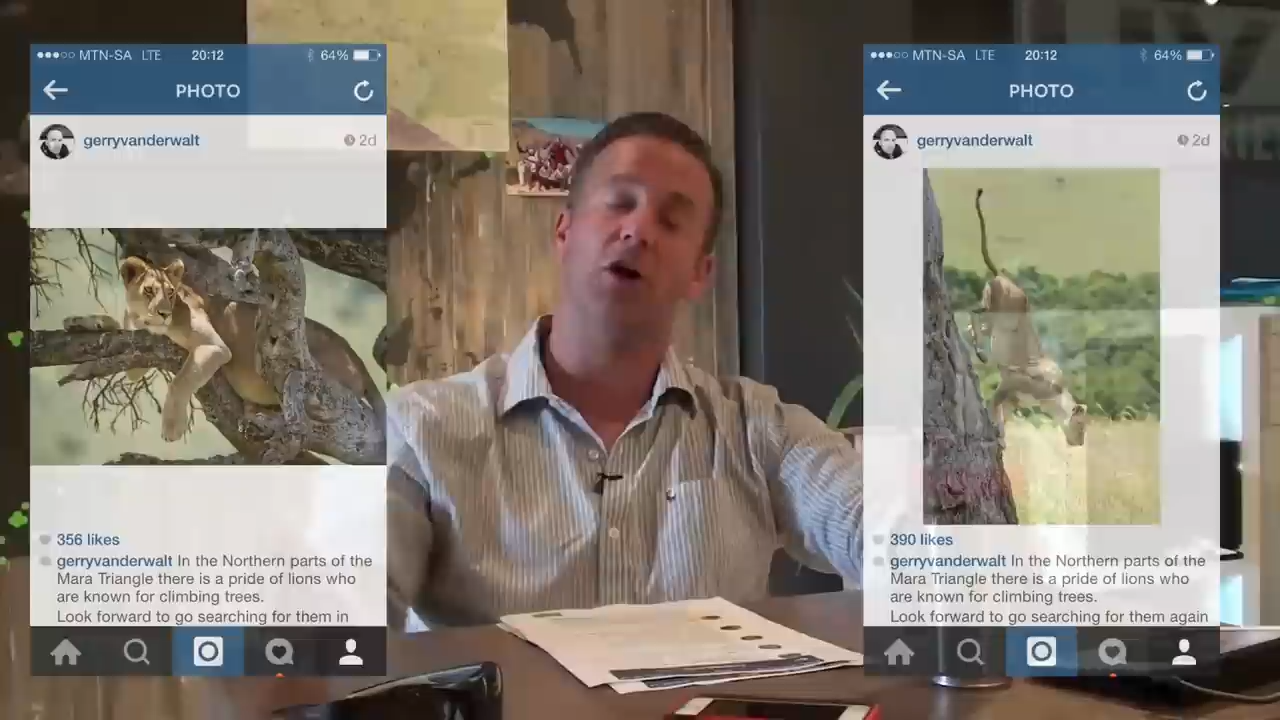 MTN-SA LTE 20:12 64%
PHOTO
gerryvanderwalt 2d
356 likes
gerryvanderwalt In the Northern parts of the
Mara Triangle there is a pride of lions who
are known for climbing trees.
Look forward to go searching for them in
MTN-SA LTE 20:12 64%
PHOTO
gerryvanderwalt 2d
390 likes
gerryvanderwalt In the Northern parts of the
Mara Triangle there is a pride of lions who
are known for climbing trees.
Look forward to go searching for them again